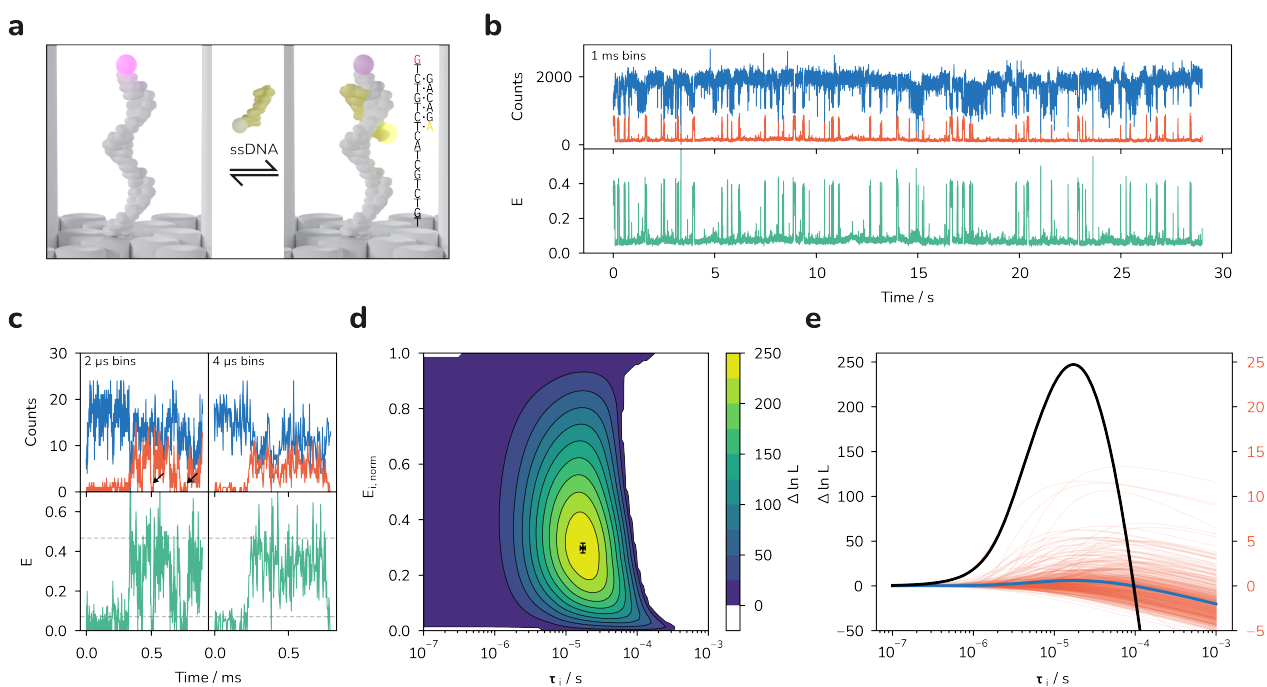 a
ssDNA
G
T
C·G
T·A
G·C
T·A
C·G
T·A
C
A
T
C
G
T
C
T
G
T
b
1 ms bins
Counts
2000
0
E
0.4
0.2
0.0
0 5 10 15 20 25 30
Time / s
c
2 µs bins
4 µs bins
Counts
30
20
10
0
E
0.6
0.4
0.2
0.0
0.0 0.5 0.0 0.5
Time / ms
d
E i, norm
1.0
0.8
0.6
0.4
0.2
0.0
10⁻⁷ 10⁻⁶ 10⁻⁵ 10⁻⁴ 10⁻³
τ i / s
250
200
150
100
50
0
Δ ln L
e
Δ ln L
250
200
150
100
50
0
−50
10⁻⁷ 10⁻⁶ 10⁻⁵ 10⁻⁴ 10⁻³
τ i / s
25
20
15
10
5
0
−5